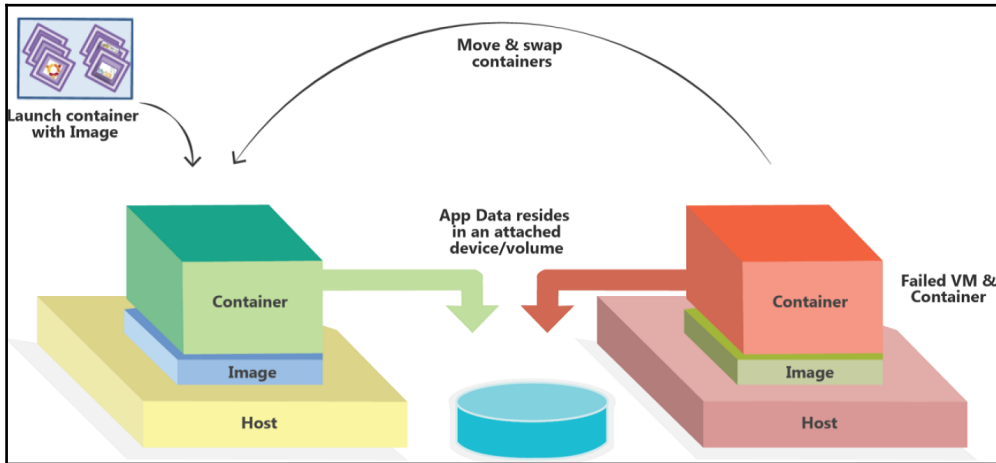 Move & swap
containers
Launch container
with Image
App Data resides
in an attached
device/volume
Failed VM &
Container
Container
Container
Image
Image
Host
Host